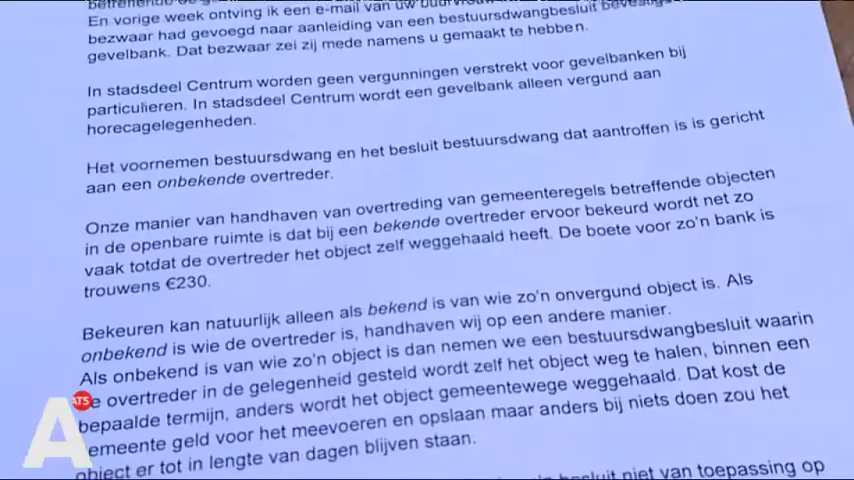 En vorige week ontving ik een e-mail van uw buurvrouw
bezwaar had gevoegd naar aanleiding van een bestuursdwangbesluit bevestig
gevelbank. Dat bezwaar zei zij mede namens u gemaakt te hebben.
In stadsdeel Centrum worden geen vergunningen verstrekt voor gevelbanken bij
particulieren. In stadsdeel Centrum wordt een gevelbank alleen vergund aan
horecagelegenheden.
Het voornemen bestuursdwang en het besluit bestuursdwang dat aantroffen is is gericht
aan een onbekende overtreder.
Onze manier van handhaven van overtreding van gemeenteregels betreffende objecten
in de openbare ruimte is dat bij een bekende overtreder ervoor bekeurd wordt net zo
vaak totdat de overtreder het object zelf weggehaald heeft. De boete voor zo'n bank is
trouwens €230.
Bekeuren kan natuurlijk alleen als bekend is van wie zo'n onvergund object is. Als
onbekend is wie de overtreder is, handhaven wij op een andere manier.
Als onbekend is van wie zo'n object is dan nemen we een bestuursdwangbesluit waarin
e overtreder in de gelegenheid gesteld wordt zelf het object weg te halen, binnen een
bepaalde termijn, anders wordt het object gemeentewege weggehaald. Dat kost de
emeente geld voor het meevoeren en opslaan maar anders bij niets doen zou het
object er tot in lengte van dagen blijven staan.
besluit niet van toepassing op
A
AT5